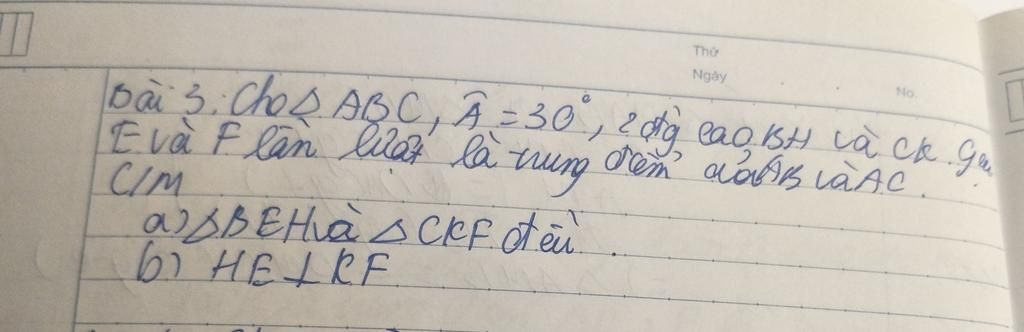 Thứ
Ngày
No.
Bài 3: Cho △ ABC, Â = 30°, 2 đg cao BH và CK. Gọi
E và F lần lượt là trung điểm của AB và AC.
C/M
a) △BEH và △ CKF đều.
b) HE ⊥ KF